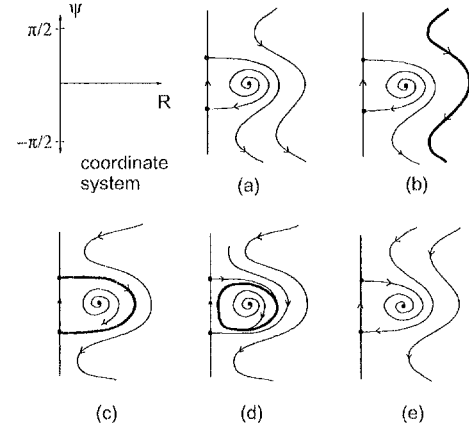 ψ
π/2
R
−π/2
coordinate
system
(a)
(b)
(c)
(d)
(e)